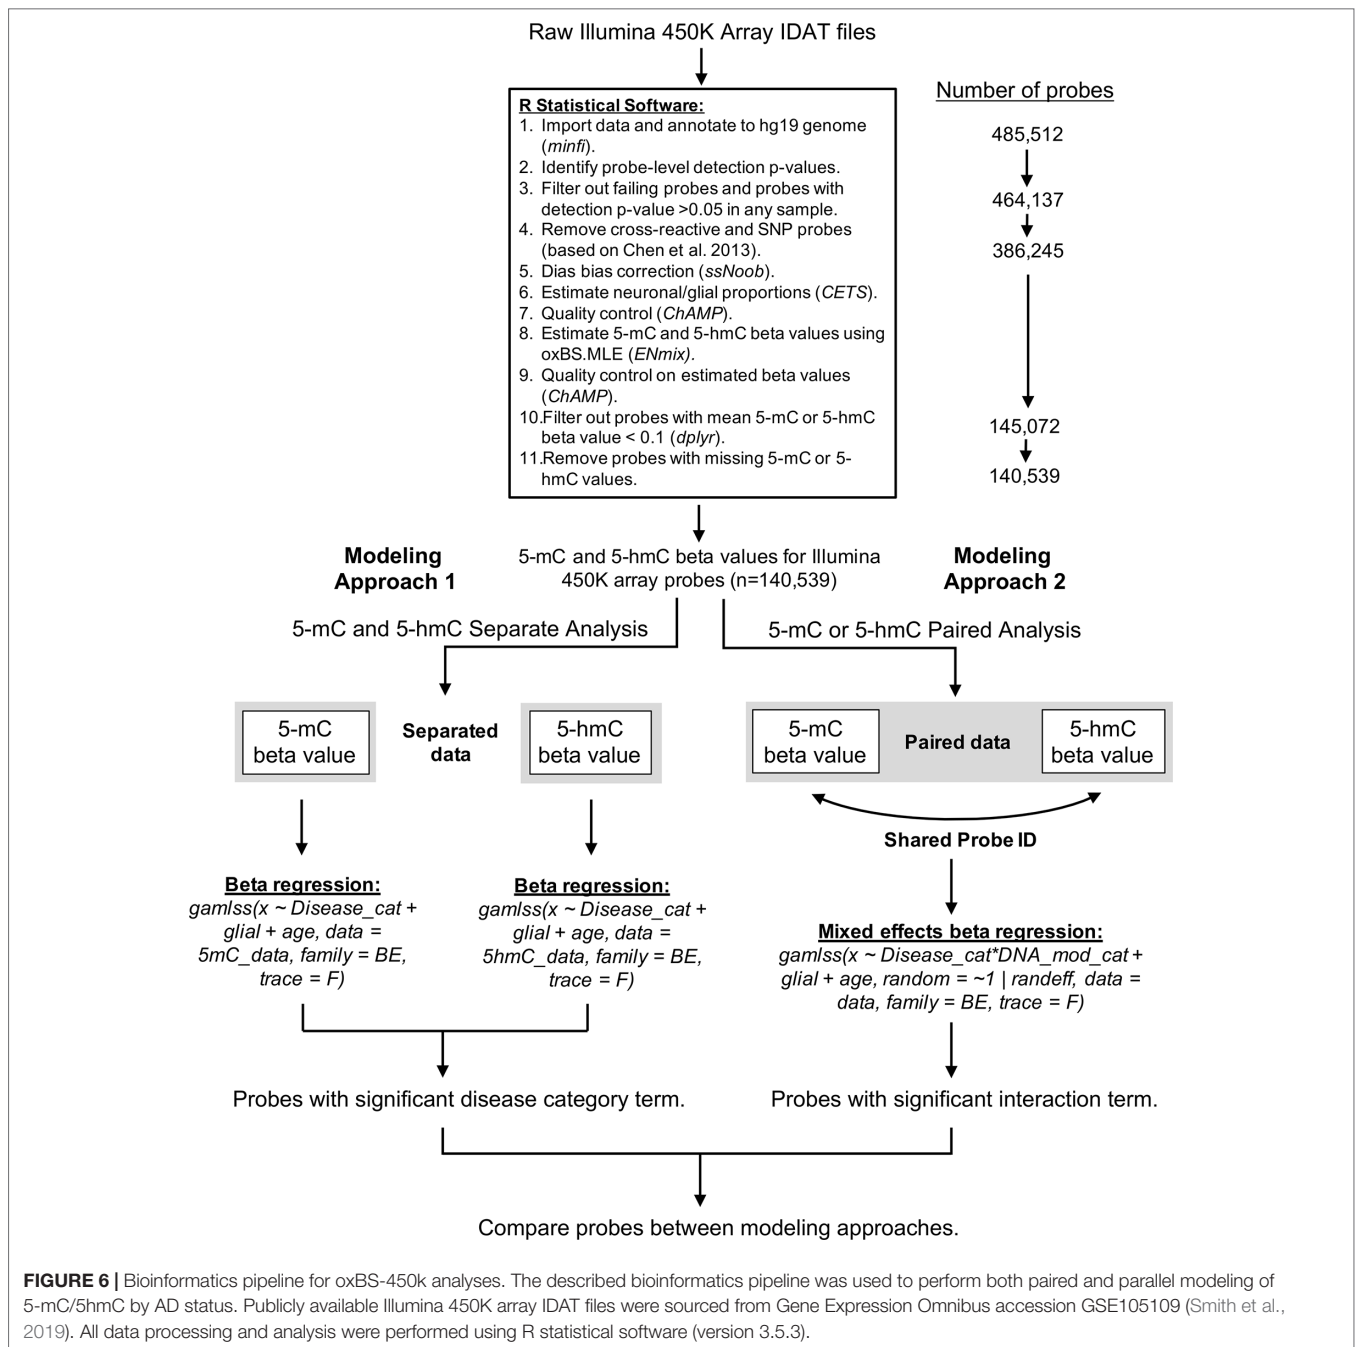 Raw Illumina 450K Array IDAT files
R Statistical Software:
1. Import data and annotate to hg19 genome
(minfi).
2. Identify probe-level detection p-values.
3. Filter out failing probes and probes with
detection p-value >0.05 in any sample.
4. Remove cross-reactive and SNP probes
(based on Chen et al. 2013).
5. Dias bias correction (ssNoob).
6. Estimate neuronal/glial proportions (CETS).
7. Quality control (ChAMP).
8. Estimate 5-mC and 5-hmC beta values using
oxBS.MLE (ENmix).
9. Quality control on estimated beta values
(ChAMP).
10.Filter out probes with mean 5-mC or 5-hmC
beta value < 0.1 (dplyr).
11.Remove probes with missing 5-mC or 5-
hmC values.
Number of probes
485,512
464,137
386,245
145,072
140,539
5-mC and 5-hmC beta values for Illumina
450K array probes (n=140,539)
Modeling
Approach 1
5-mC and 5-hmC Separate Analysis
Modeling
Approach 2
5-mC or 5-hmC Paired Analysis
5-mC
beta value
Separated
data
5-hmC
beta value
5-mC
beta value
Paired data
5-hmC
beta value
Shared Probe ID
Beta regression:
gamlss(x ~ Disease_cat +
glial + age, data =
5mC_data, family = BE,
trace = F)
Beta regression:
gamlss(x ~ Disease_cat +
glial + age, data =
5hmC_data, family = BE,
trace = F)
Mixed effects beta regression:
gamlss(x ~ Disease_cat*DNA_mod_cat +
glial + age, random = ~1 | randeff, data =
data, family = BE, trace = F)
Probes with significant disease category term.
Probes with significant interaction term.
Compare probes between modeling approaches.
FIGURE 6 | Bioinformatics pipeline for oxBS-450k analyses. The described bioinformatics pipeline was used to perform both paired and parallel modeling of
5-mC/5hmC by AD status. Publicly available Illumina 450K array IDAT files were sourced from Gene Expression Omnibus accession GSE105109 (Smith et al.,
2019). All data processing and analysis were performed using R statistical software (version 3.5.3).